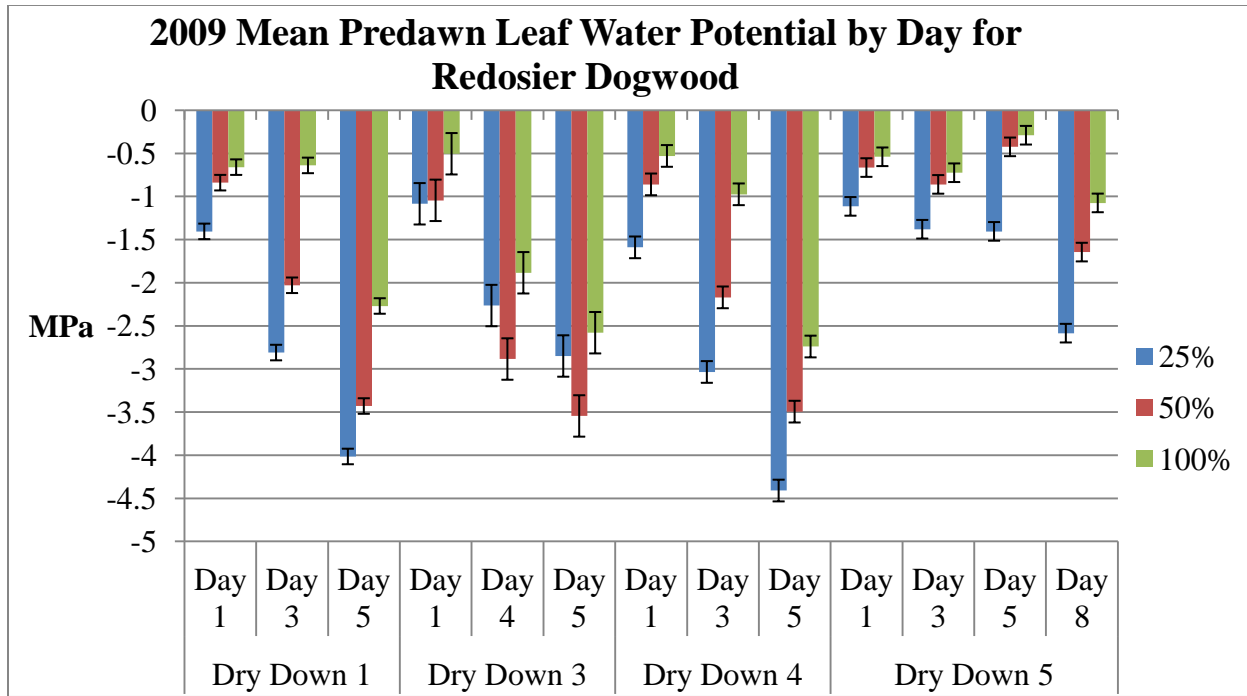 2009 Mean Predawn Leaf Water Potential by Day for
Redosier Dogwood
0
-0.5
-1
-1.5
-2
-2.5
-3
-3.5
-4
-4.5
-5
MPa
25%
50%
100%
Day Day Day Day Day Day Day Day Day Day Day Day Day
1 3 5 1 4 5 1 3 5 1 3 5 8
Dry Down 1 Dry Down 3 Dry Down 4 Dry Down 5